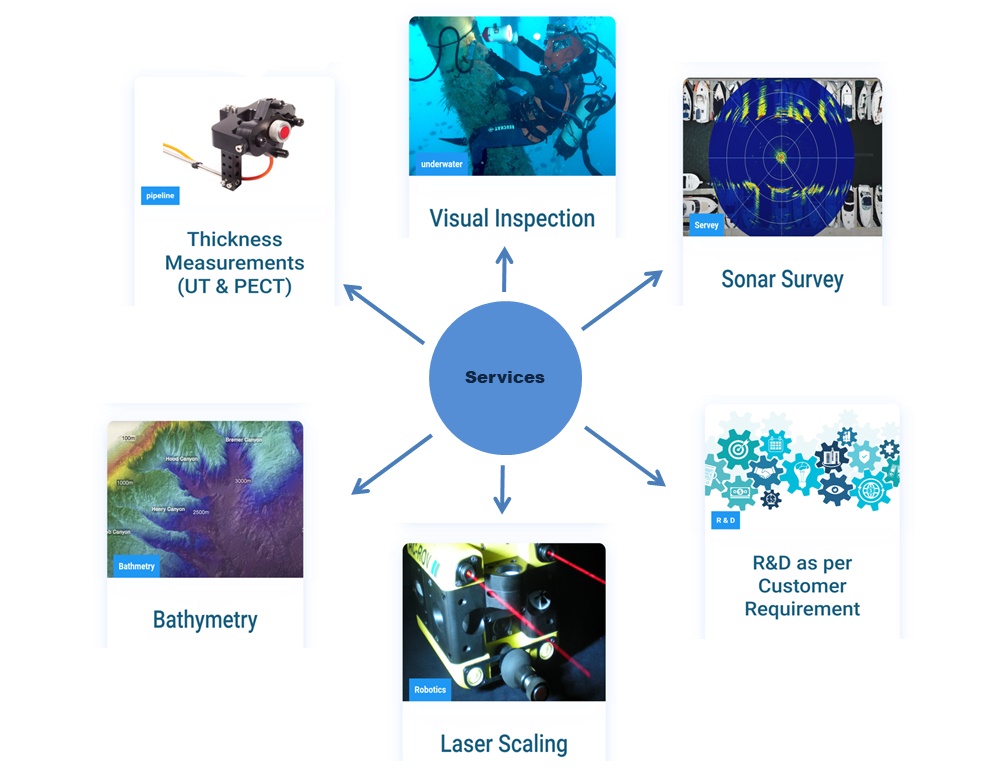 underwater
Visual Inspection
pipeline
Thickness
Measurements
(UT & PECT)
Servey
Sonar Survey
Services
100m
Bremer Canyon
Hood Canyon
1000m
3000m
Henry Canyon
2500m
Canyon
Bathmetry
Bathymetry
R & D
R&D as per
Customer
Requirement
Robotics
Laser Scaling